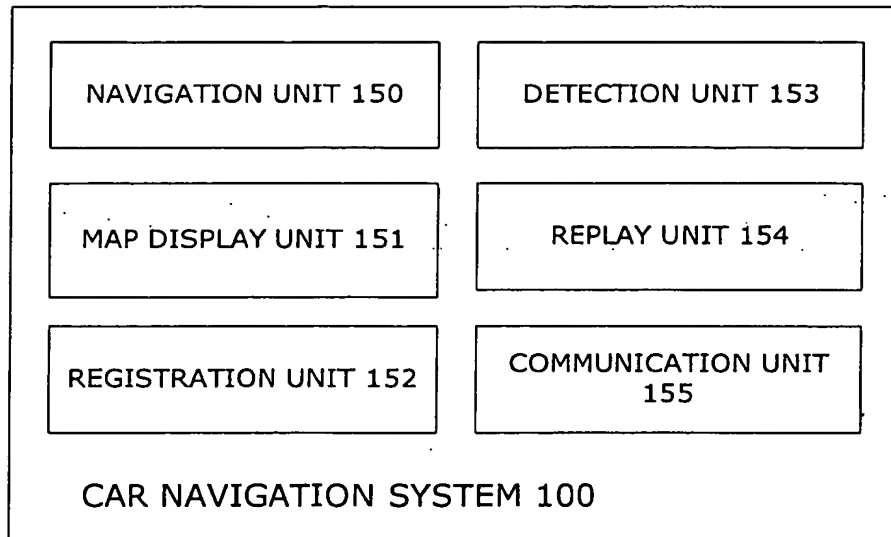 NAVIGATION UNIT 150
DETECTION UNIT 153
MAP DISPLAY UNIT 151
REPLAY UNIT 154
REGISTRATION UNIT 152
COMMUNICATION UNIT
155
CAR NAVIGATION SYSTEM 100